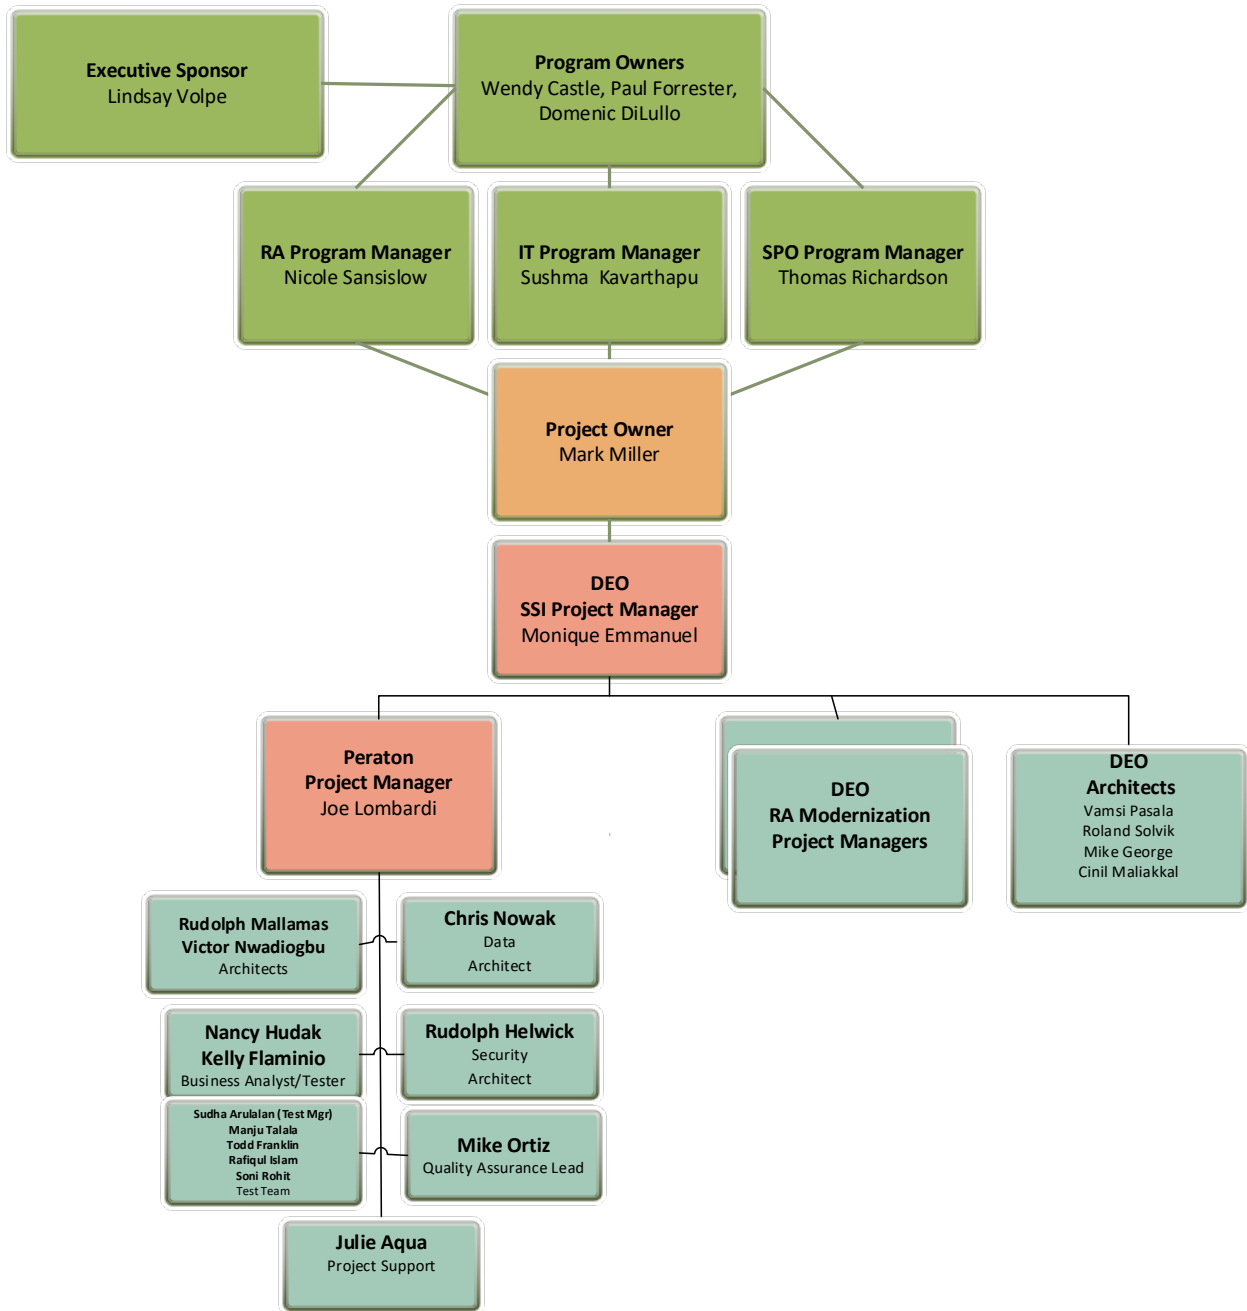 Executive Sponsor
Lindsay Volpe
Program Owners
Wendy Castle, Paul Forrester,
Domenic DiLullo
RA Program Manager
Nicole Sansislow
IT Program Manager
Sushma  Kavarthapu
SPO Program Manager
Thomas Richardson
Project Owner
Mark Miller
DEO
SSI Project Manager
Monique Emmanuel
Peraton
Project Manager
Joe Lombardi
DEO
RA Modernization
Project Managers
DEO
Architects
Vamsi Pasala
Roland Solvik
Mike George
Cinil Maliakkal
Rudolph Mallamas
Victor Nwadiogbu
Architects
Chris Nowak
Data
Architect
Nancy Hudak
Kelly Flaminio
Business Analyst/Tester
Rudolph Helwick
Security
Architect
Sudha Arulalan (Test Mgr)
Manju Talala
Todd Franklin
Rafiqul Islam
Soni Rohit
Test Team
Mike Ortiz
Quality Assurance Lead
Julie Aqua
Project Support